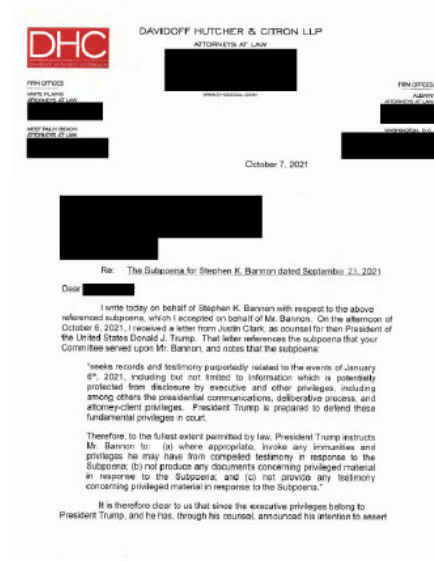 DHC
DAVIDOFF HUTCHER & CITRON LLP
ATTORNEYS AT LAW
FIRM OFFICES
WHITE PLAINS
ATTORNEYS AT LAW
WEST PALM BEACH
ATTORNEYS AT LAW
FIRM OFFICES
ALBANY
ATTORNEYS AT LAW
WASHINGTON, D.C.
October 7, 2021
Re: The Subpoena for Stephen K. Bannon dated September 23, 2021
Dear
I write today on behalf of Stephen K. Bannon with respect to the above
referenced subpoena, which I accepted on behalf of Mr. Bannon. On the afternoon of
October 6, 2021, I received a letter from Justin Clark, as counsel for then President of
the United States Donald J. Trump. That letter references the subpoena that your
Committee served upon Mr. Bannon, and notes that the subpoena:
"seeks records and testimony purportedly related to the events of January
6th, 2021, including but not limited to information which is potentially
protected from disclosure by executive and other privileges, including
among others the presidential communications, deliberative process, and
attorney-client privileges. President Trump is prepared to defend these
fundamental privileges in court.
Therefore, to the fullest extent permitted by law, President Trump instructs
Mr. Bannon to: (a) where appropriate, invoke any immunities and
privileges he may have from compelled testimony in response to the
Subpoena; (b) not produce any documents concerning privileged material
in response to the Subpoena; and (c) not provide any testimony
concerning privileged material in response to the Subpoena."
It is therefore clear to us that since the executive privileges belong to
President Trump, and he has, through his counsel, announced his intention to assert